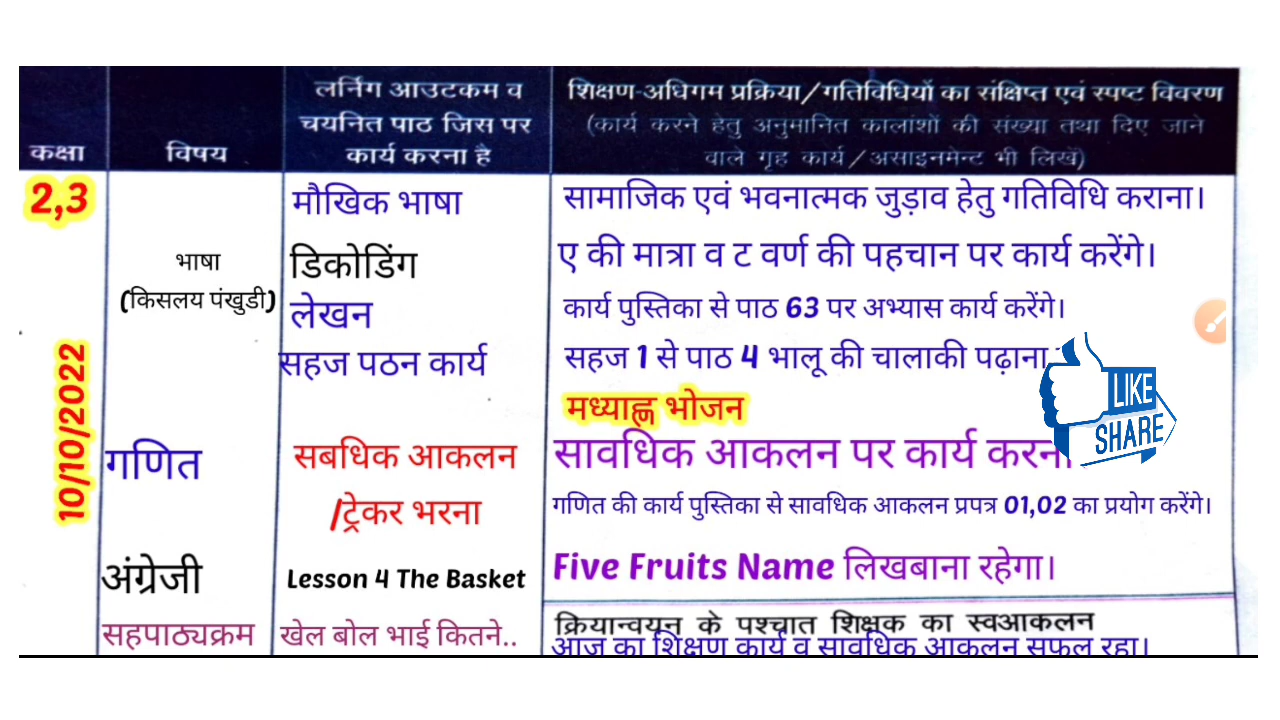 लर्निंग आउटकम व
चयनित पाठ जिस पर
कार्य करना है
शिक्षण-अधिगम प्रक्रिया/गतिविधियों का संक्षिप्त एवं स्पष्ट विवरण
(कार्य करने हेतु अनुमानित कालांशों की संख्या तथा दिए जाने
वाले गृह कार्य/असाइनमेन्ट भी लिखें)
कक्षा
विषय
2,3
मौखिक भाषा
सामाजिक एवं भवनात्मक जुड़ाव हेतु गतिविधि कराना।
भाषा
(किसलय पंखुडी)
डिकोडिंग
ए की मात्रा व ट वर्ण की पहचान पर कार्य करेंगे।
लेखन
कार्य पुस्तिका से पाठ 63 पर अभ्यास कार्य करेंगे।
सहज पठन कार्य
सहज 1 से पाठ 4 भालू की चालाकी पढ़ाना
मध्याह्न भोजन
10/10/2022
गणित
सबधिक आकलन
/ट्रेकर भरना
सावधिक आकलन पर कार्य करना
गणित की कार्य पुस्तिका से सावधिक आकलन प्रपत्र 01,02 का प्रयोग करेंगे।
LIKE
SHARE
अंग्रेजी
Lesson 4 The Basket
Five Fruits Name लिखबाना रहेगा।
सहपाठ्यक्रम
खेल बोल भाई कितने..
क्रियान्वयन के पश्चात शिक्षक का स्वआकलन
आज का शिक्षण कार्य व सावधिक आकलन सफल रहा।